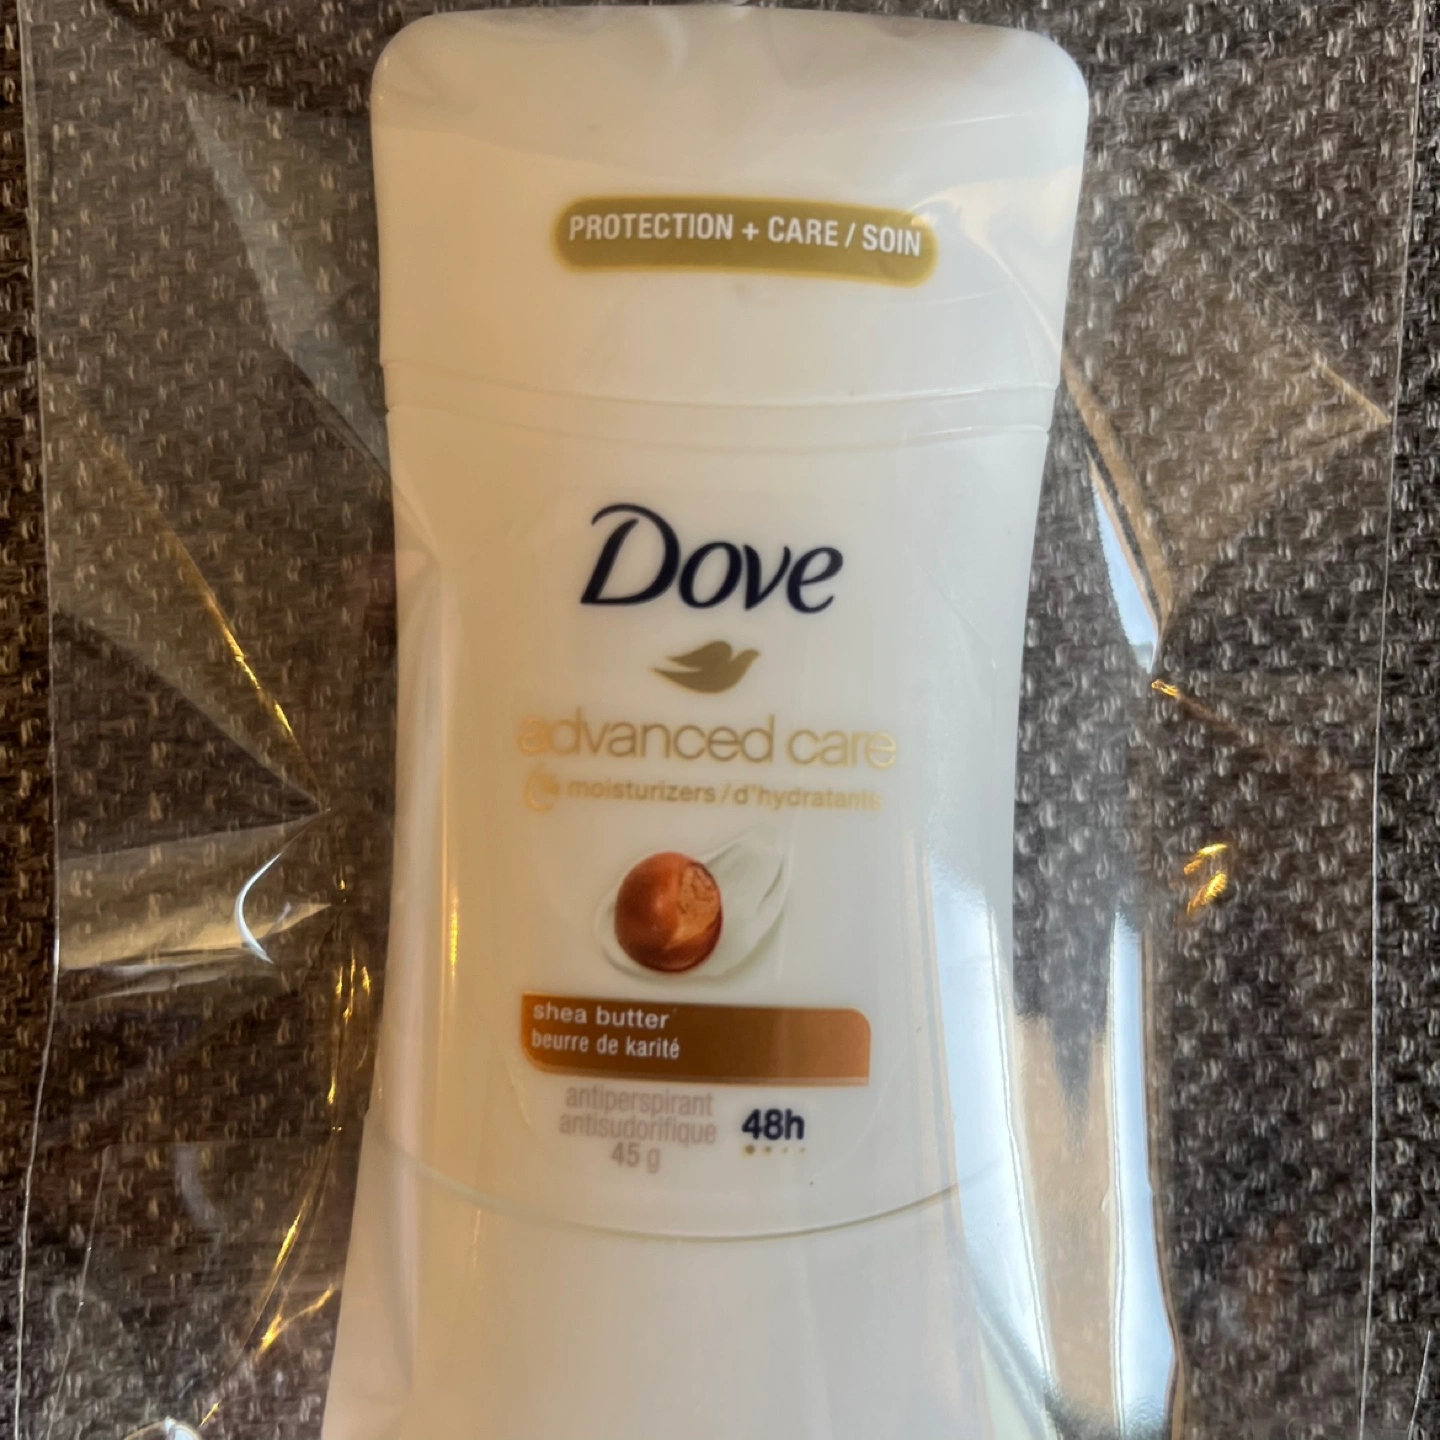 PROTECTION + CARE / SOIN
Dove
advanced care
moisturizers/d'hydratants
shea butter
beurre de karité
antiperspirant
antisudorifique
45 g
48h